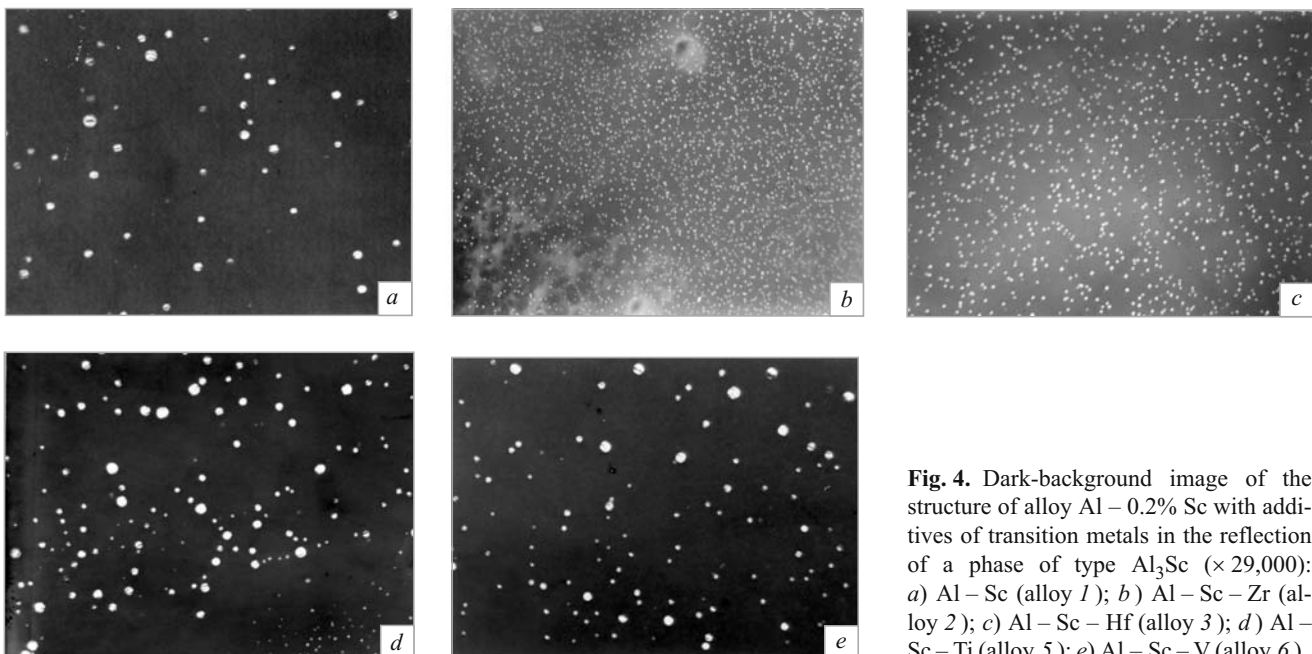 a
b
c
d
e
Fig. 4. Dark-background image of the
structure of alloy Al – 0.2% Sc with addi-
tives of transition metals in the reflection
of a phase of type Al₃Sc (× 29,000):
a) Al – Sc (alloy 1 ); b ) Al – Sc – Zr (al-
loy 2 ); c) Al – Sc – Hf (alloy 3 ); d ) Al –
Sc – Ti (alloy 5 ); e) Al – Sc – V (alloy 6 )